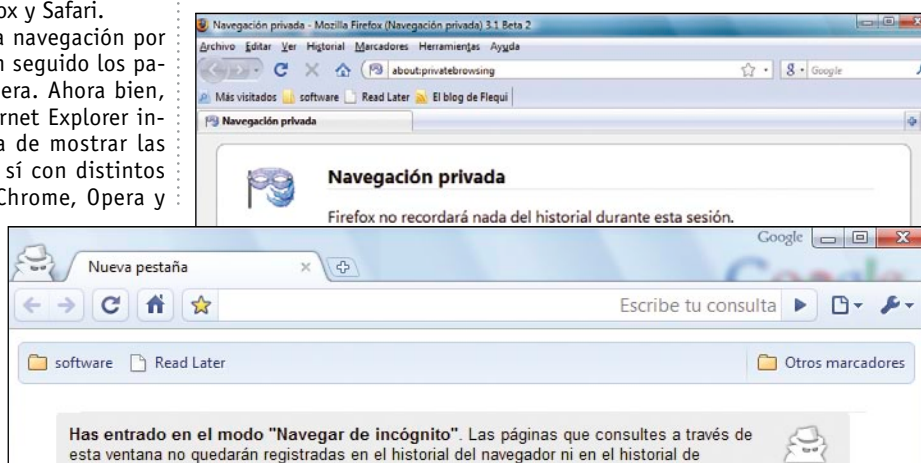 ox y Safari.
a navegación por
n seguido los pa-
era. Ahora bien,
rnet Explorer in-
a de mostrar las
sí con distintos
Chrome, Opera y
Navegación privada - Mozilla Firefox (Navegación privada) 3.1 Beta 2
Archivo Editar Ver Historial Marcadores Herramientas Ayuda
about:privatebrowsing
Google
Más visitados software Read Later El blog de Flequi
Navegación privada
Navegación privada
Firefox no recordará nada del historial durante esta sesión.
Google
Nueva pestaña
Escribe tu consulta
software Read Later Otros marcadores
Has entrado en el modo "Navegar de incógnito". Las páginas que consultes a través de
esta ventana no quedarán registradas en el historial del navegador ni en el historial de